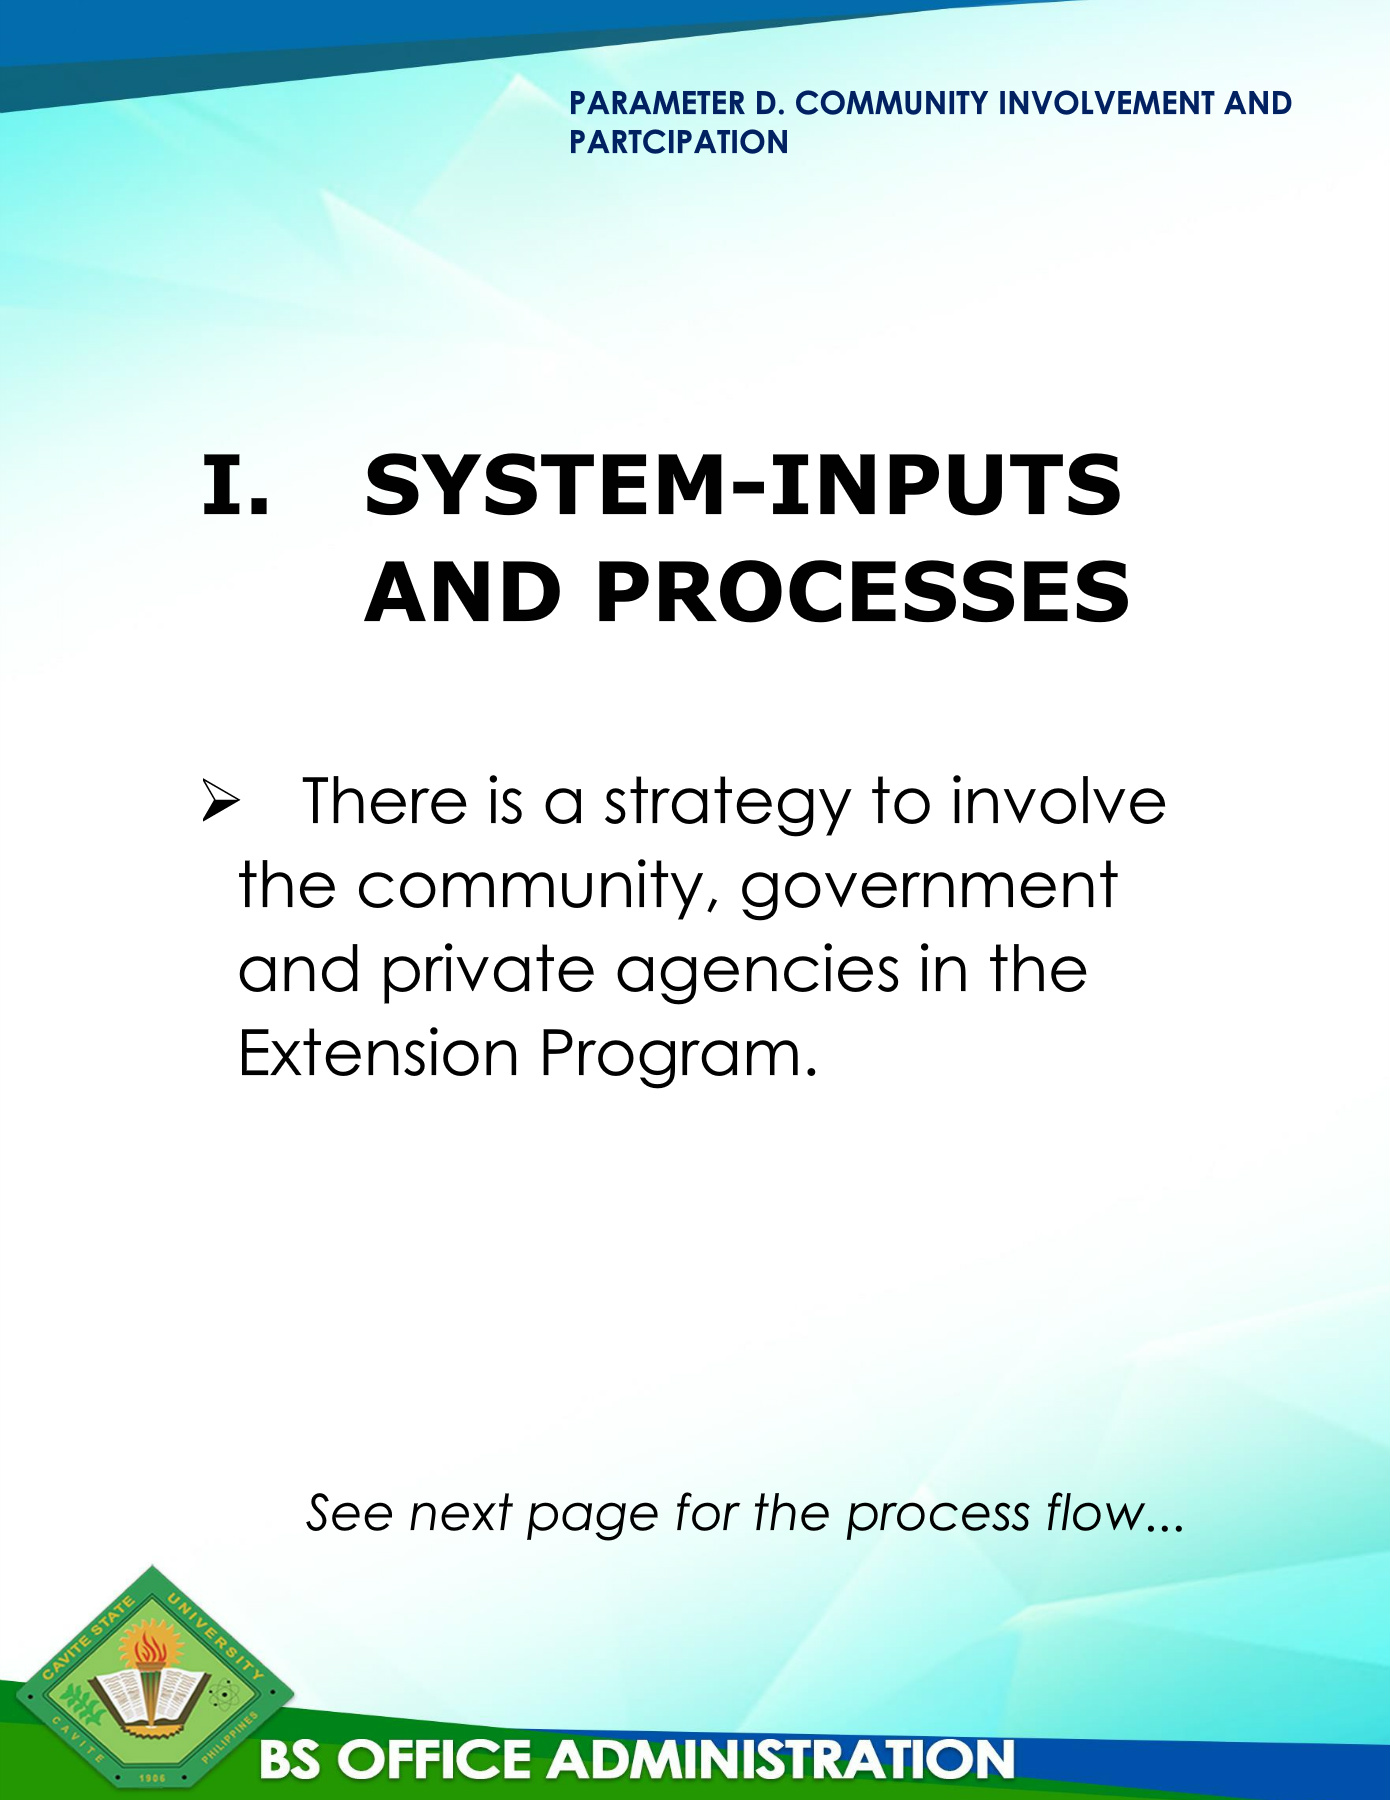 PARAMETER D. COMMUNITY INVOLVEMENT AND
PARTCIPATION
I. SYSTEM-INPUTS
AND PROCESSES
➢ There is a strategy to involve
the community, government
and private agencies in the
Extension Program.
See next page for the process flow...
CAVITE STATE UNIVERSITY
CAVITE
PHILIPPINES
1906
BS OFFICE ADMINISTRATION